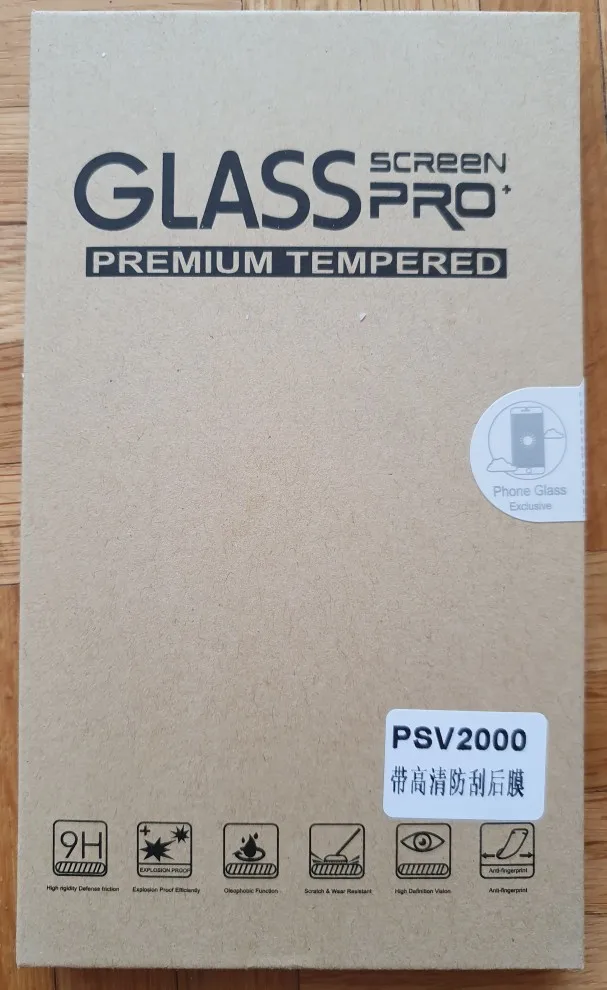 GLASS SCREEN PRO+
PREMIUM TEMPERED
Phone Glass
Exclusive
PSV2000
带高清防刮后膜
9H
EXPLOSION PROOF
Anti-fingerprint
High rigidity Defense friction
Explosion Proof Efficiently
Oleophobic Function
Scratch & Wear Resistant
High Definition Vision
Anti-fingerprint